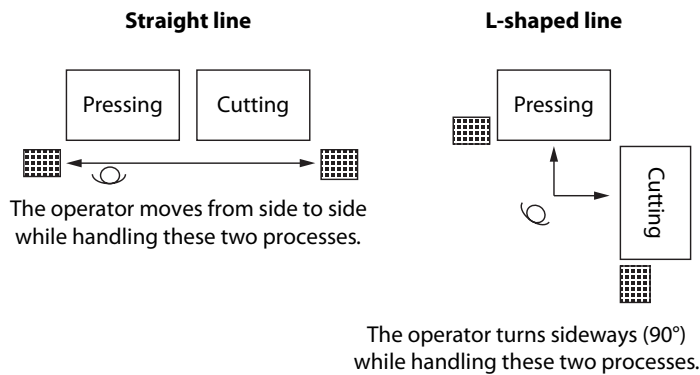 Straight line
Pressing
Cutting
The operator moves from side to side
while handling these two processes.
L-shaped line
Pressing
Cutting
The operator turns sideways (90°)
while handling these two processes.